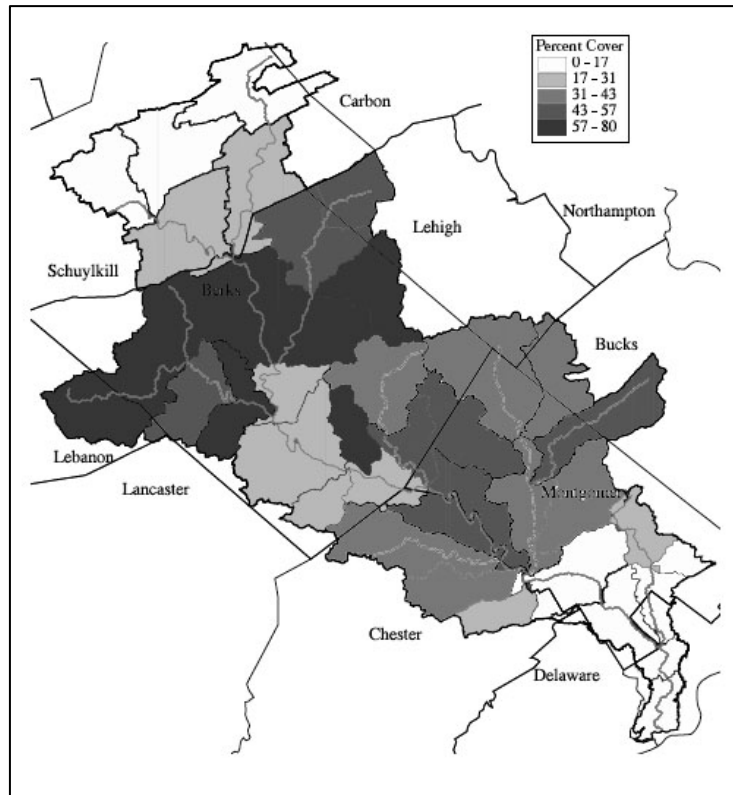 Percent Cover
0 – 17
17 – 31
31 – 43
43 – 57
57 – 80
Carbon
Northampton
Lehigh
Schuylkill
Berks
Bucks
Lebanon
Lancaster
Montgomer
Chester
Delaware